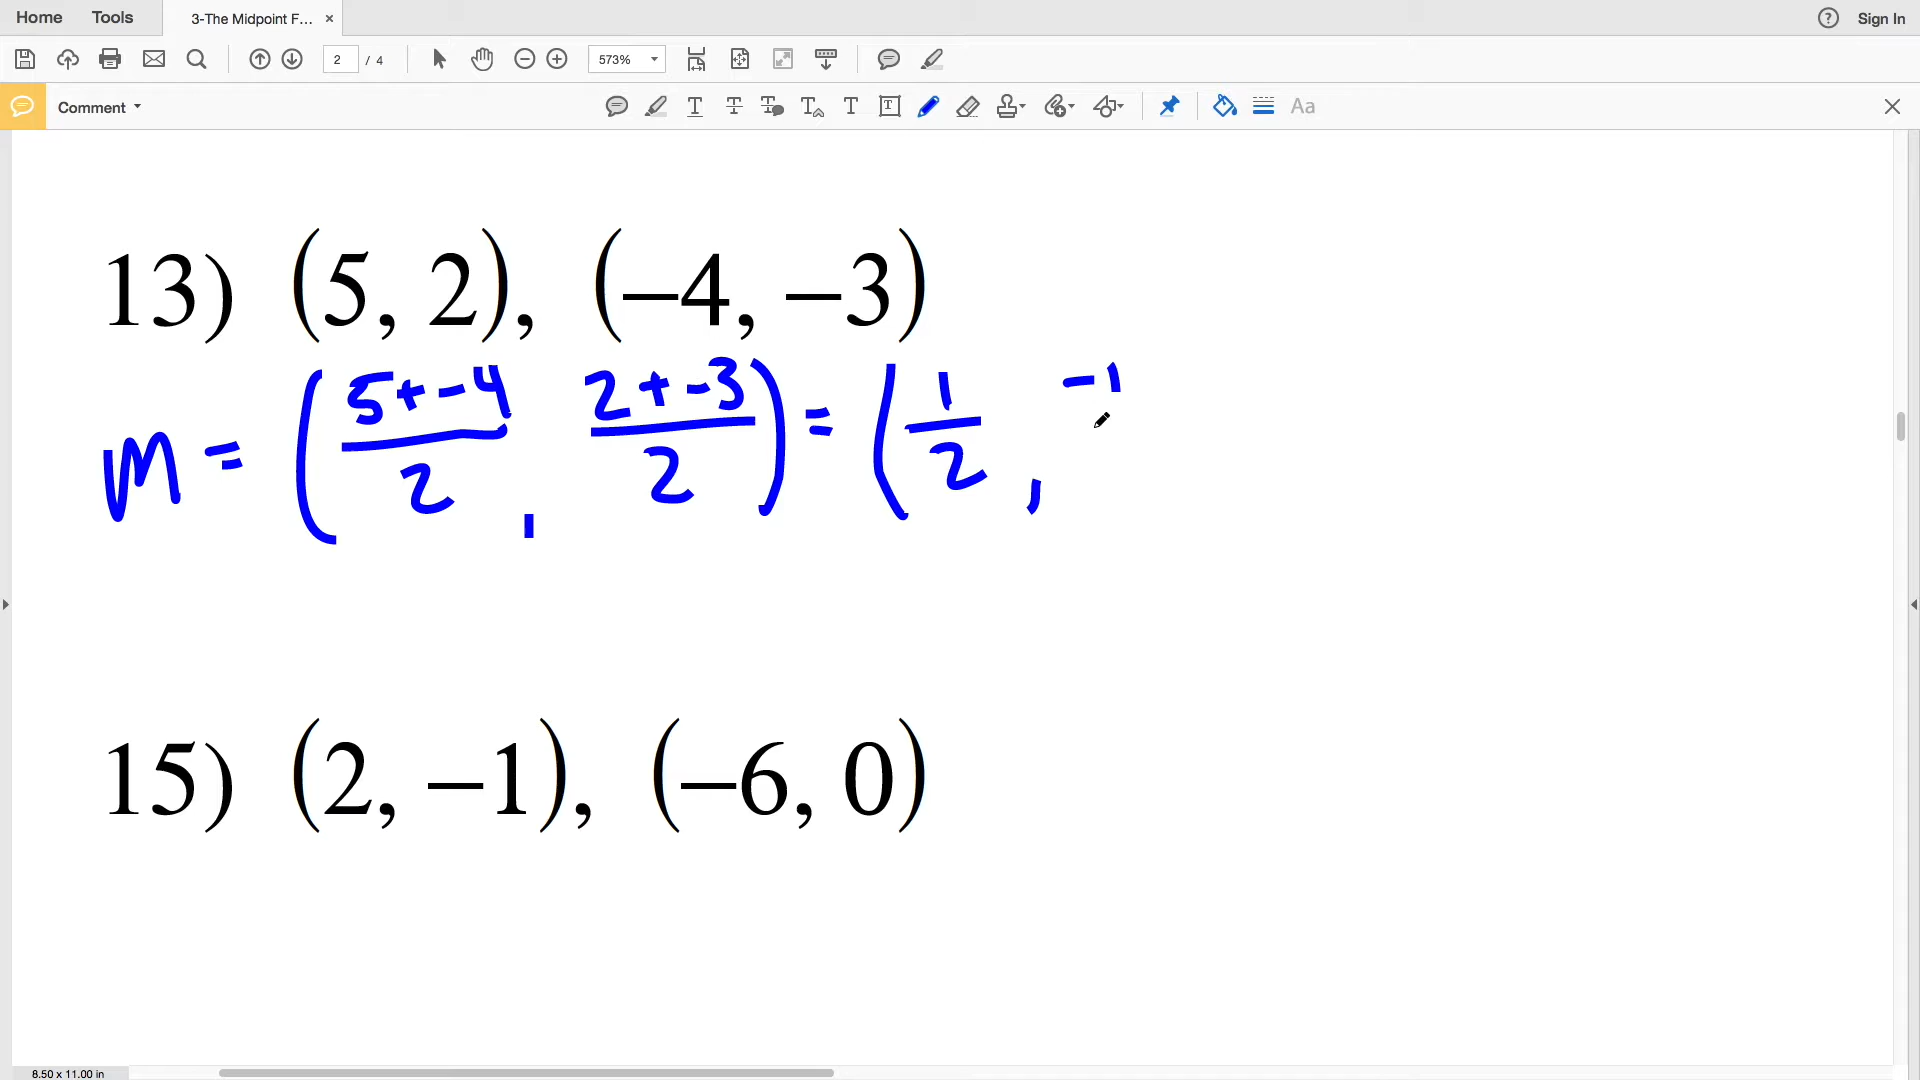 Home Tools 3-The Midpoint F... × ? Sign In
2 / 4 573%
Comment T T T T T T Aa
13) (5, 2), (−4, −3)
M = (5+-4/2, 2+-3/2) = (1/2, -1
15) (2, −1), (−6, 0)
8.50 x 11.00 in